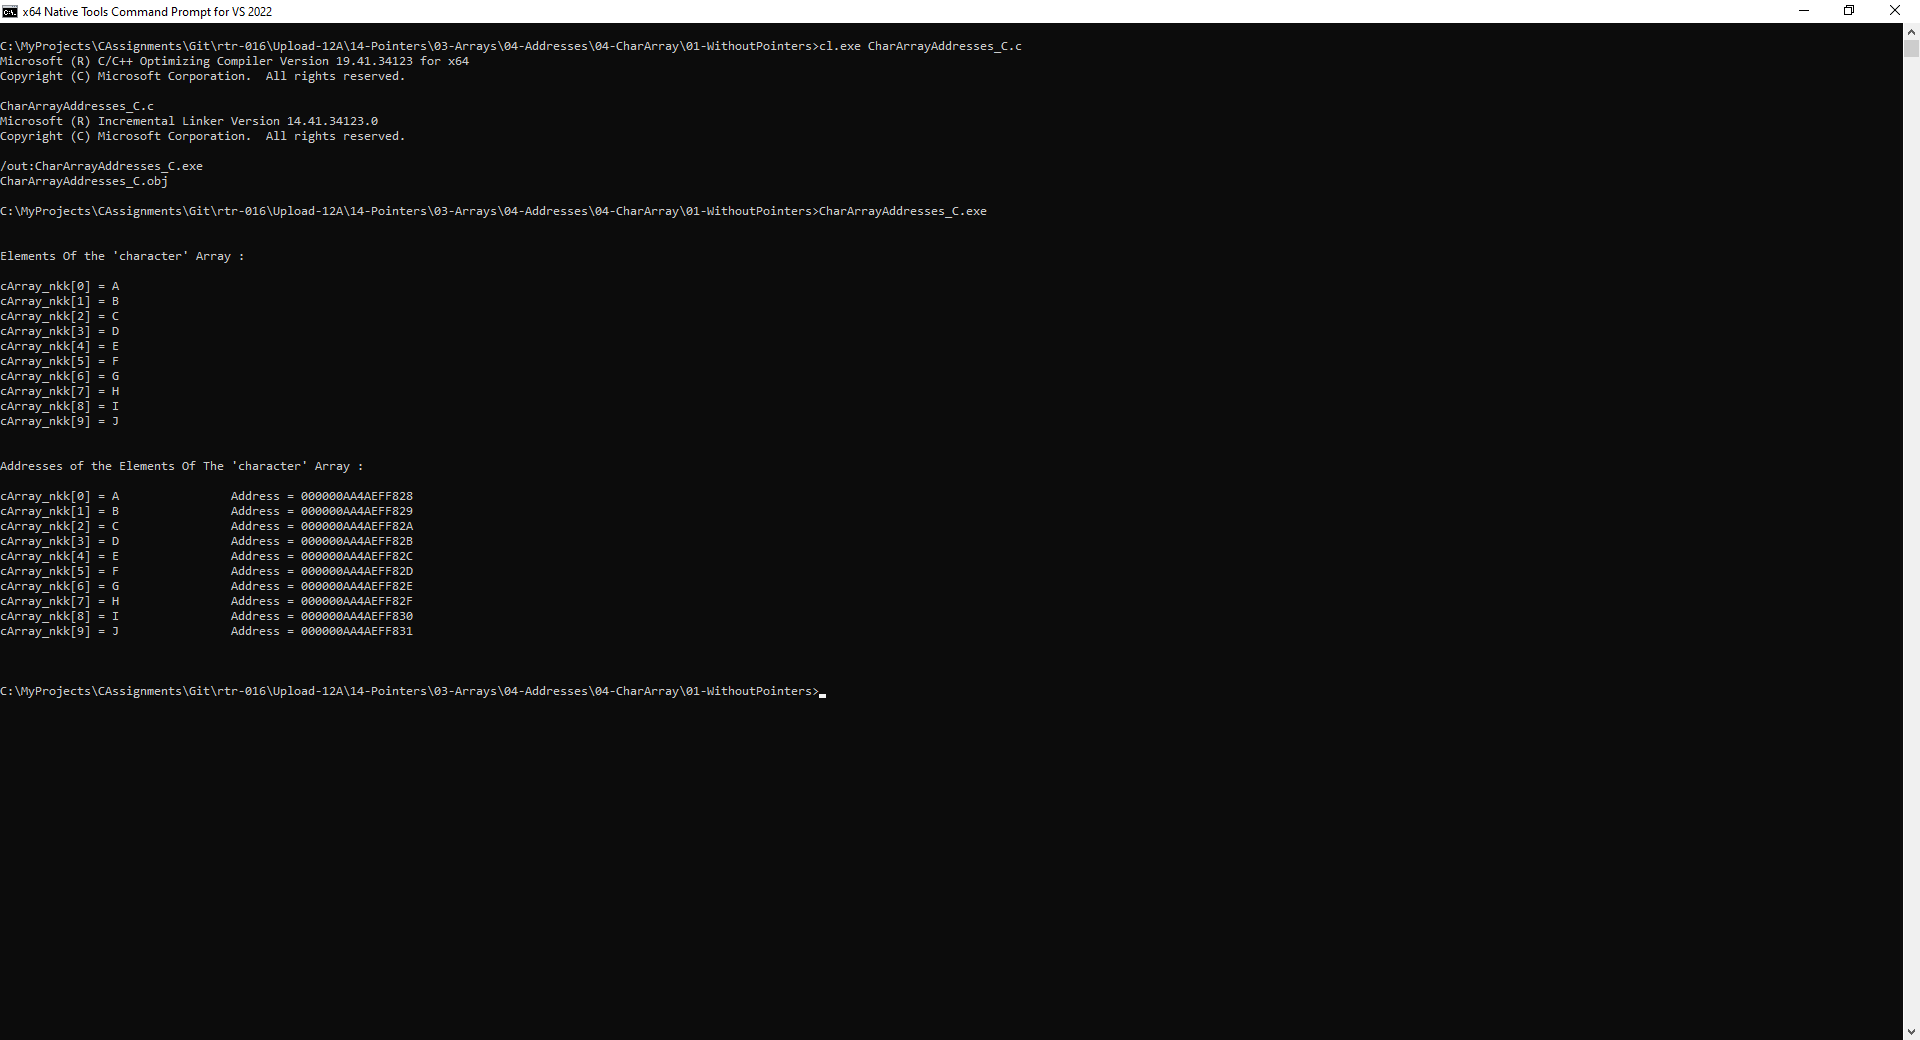 x64 Native Tools Command Prompt for VS 2022
C:\MyProjects\CAssignments\Git\rtr-016\Upload-12A\14-Pointers\03-Arrays\04-Addresses\04-CharArray\01-WithoutPointers>cl.exe CharArrayAddresses_C.c
Microsoft (R) C/C++ Optimizing Compiler Version 19.41.34123 for x64
Copyright (C) Microsoft Corporation.  All rights reserved.
CharArrayAddresses_C.c
Microsoft (R) Incremental Linker Version 14.41.34123.0
Copyright (C) Microsoft Corporation.  All rights reserved.
/out:CharArrayAddresses_C.exe
CharArrayAddresses_C.obj
C:\MyProjects\CAssignments\Git\rtr-016\Upload-12A\14-Pointers\03-Arrays\04-Addresses\04-CharArray\01-WithoutPointers>CharArrayAddresses_C.exe
Elements Of the 'character' Array :
cArray_nkk[0] = A
cArray_nkk[1] = B
cArray_nkk[2] = C
cArray_nkk[3] = D
cArray_nkk[4] = E
cArray_nkk[5] = F
cArray_nkk[6] = G
cArray_nkk[7] = H
cArray_nkk[8] = I
cArray_nkk[9] = J
Addresses of the Elements Of The 'character' Array :
cArray_nkk[0] = A                Address = 000000AA4AEFF828
cArray_nkk[1] = B                Address = 000000AA4AEFF829
cArray_nkk[2] = C                Address = 000000AA4AEFF82A
cArray_nkk[3] = D                Address = 000000AA4AEFF82B
cArray_nkk[4] = E                Address = 000000AA4AEFF82C
cArray_nkk[5] = F                Address = 000000AA4AEFF82D
cArray_nkk[6] = G                Address = 000000AA4AEFF82E
cArray_nkk[7] = H                Address = 000000AA4AEFF82F
cArray_nkk[8] = I                Address = 000000AA4AEFF830
cArray_nkk[9] = J                Address = 000000AA4AEFF831
C:\MyProjects\CAssignments\Git\rtr-016\Upload-12A\14-Pointers\03-Arrays\04-Addresses\04-CharArray\01-WithoutPointers>